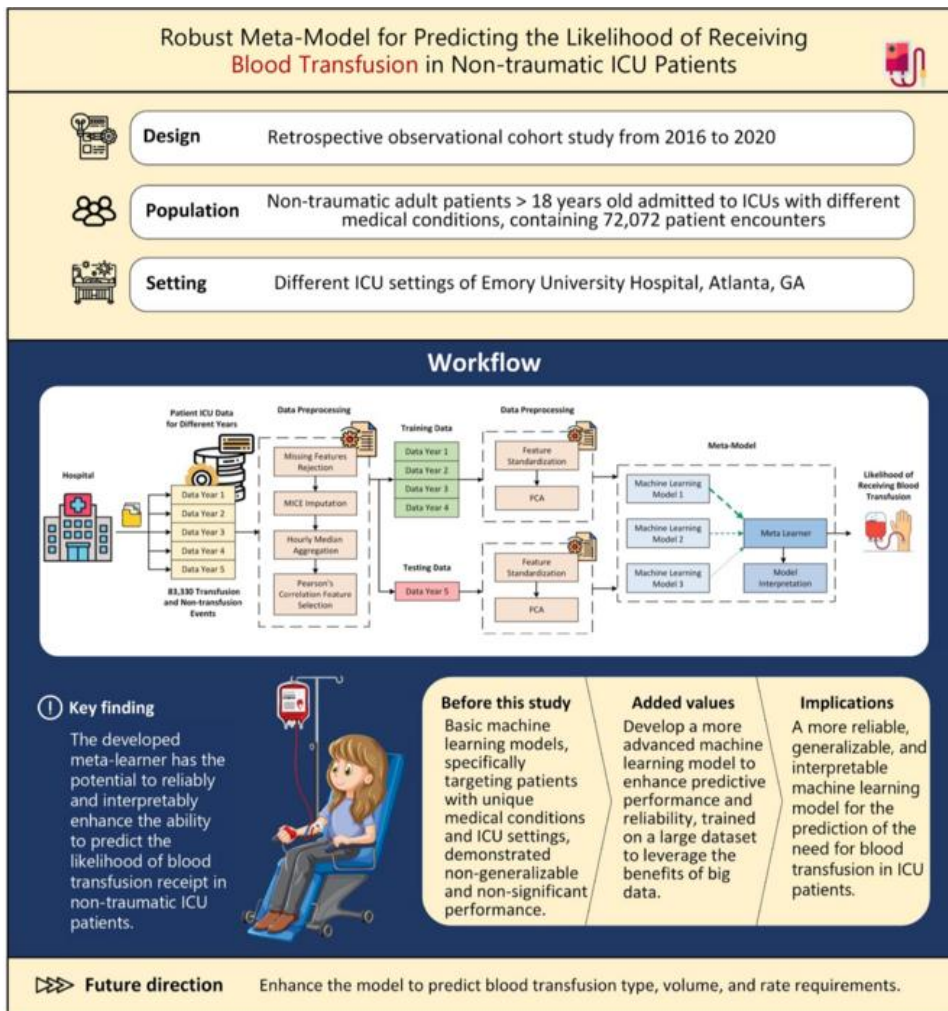 Robust Meta-Model for Predicting the Likelihood of Receiving
Blood Transfusion in Non-traumatic ICU Patients
Design
Retrospective observational cohort study from 2016 to 2020
Population
Non-traumatic adult patients > 18 years old admitted to ICUs with different
medical conditions, containing 72,072 patient encounters
Setting
Different ICU settings of Emory University Hospital, Atlanta, GA
Workflow
Hospital
Patient ICU Data
for Different Years
Data Year 1
Data Year 2
Data Year 3
Data Year 4
Data Year 5
83,330 Transfusion
and Non-transfusion
Events
Data Preprocessing
Missing Features
Rejection
MICE Imputation
Hourly Median
Aggregation
Pearson's
Correlation Feature
Selection
Training Data
Data Year 1
Data Year 2
Data Year 3
Data Year 4
Testing Data
Data Year 5
Data Preprocessing
Feature
Standardization
PCA
Feature
Standardization
PCA
Meta-Model
Machine Learning
Model 1
Machine Learning
Model 2
Machine Learning
Model 3
Meta Learner
Model
Interpretation
Likelihood of
Receiving Blood
Transfusion
Key finding
The developed
meta-learner has the
potential to reliably
and interpretably
enhance the ability
to predict the
likelihood of blood
transfusion receipt in
non-traumatic ICU
patients.
Before this study
Basic machine
learning models,
specifically
targeting patients
with unique
medical conditions
and ICU settings,
demonstrated
non-generalizable
and non-significant
performance.
Added values
Develop a more
advanced machine
learning model to
enhance predictive
performance and
reliability, trained
on a large dataset
to leverage the
benefits of big
data.
Implications
A more reliable,
generalizable, and
interpretable
machine learning
model for the
prediction of the
need for blood
transfusion in ICU
patients.
Future direction
Enhance the model to predict blood transfusion type, volume, and rate requirements.